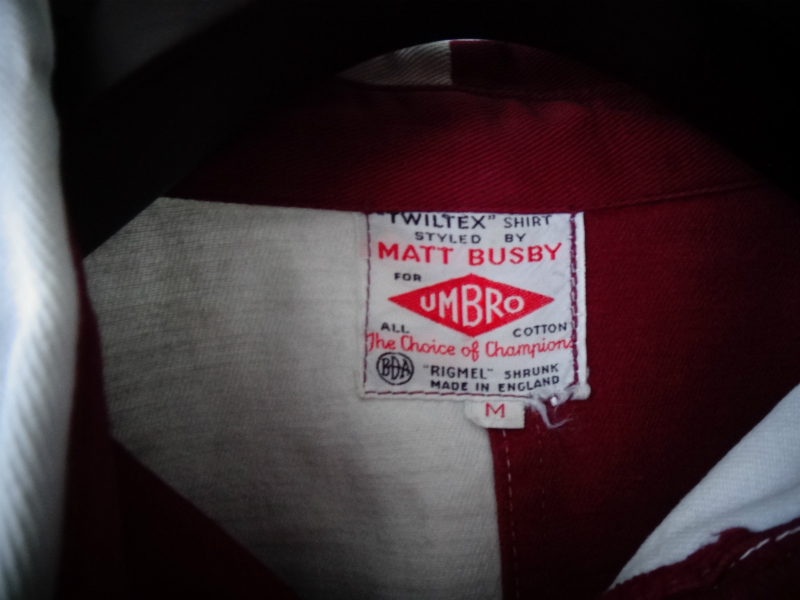 "TWILTEX" SHIRT
STYLED BY
MATT BUSBY
FOR
UMBRO
ALL COTTON
The Choice of Champions
BDA "RIGMEL" SHRUNK
MADE IN ENGLAND
M